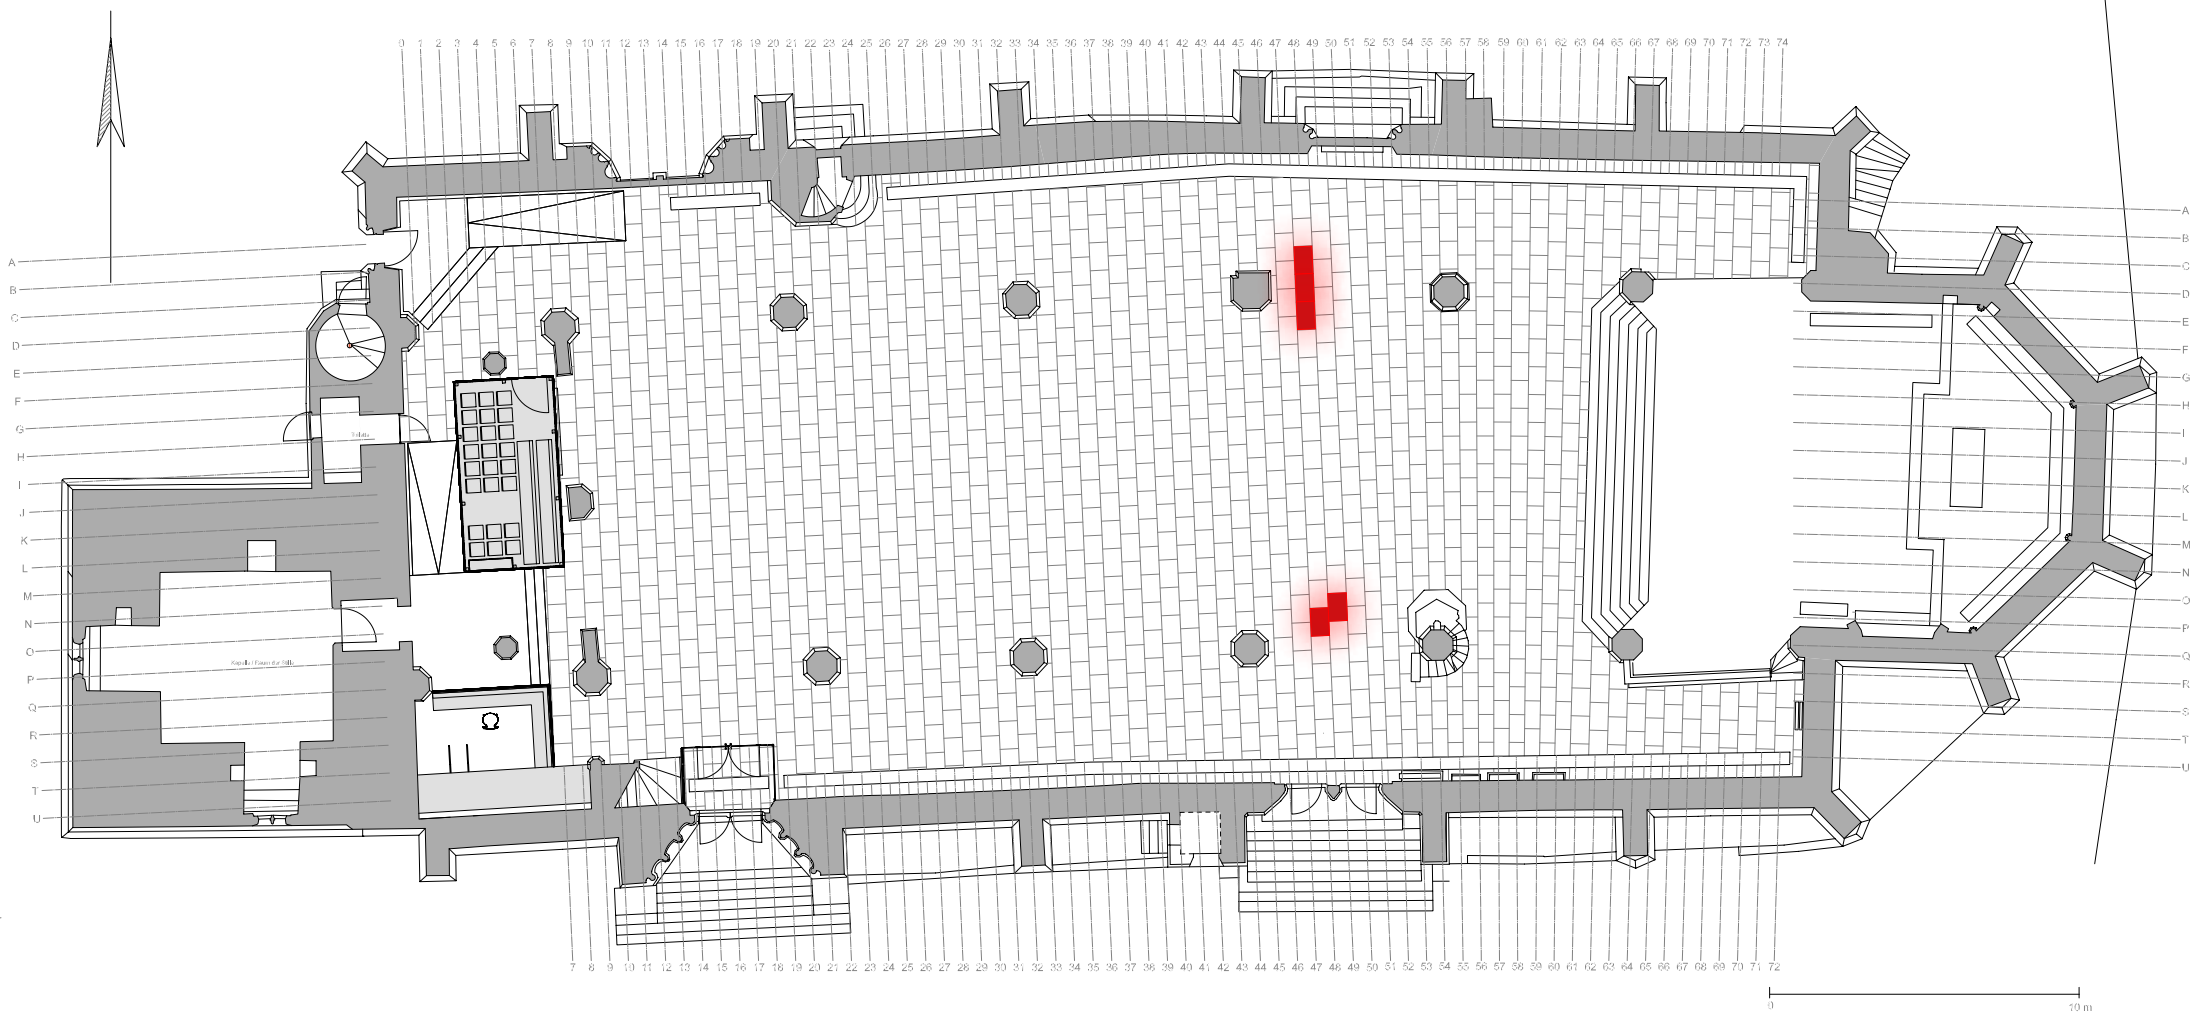 0 1 2 3 4 5 6 7 8 9 10 11 12 13 14 15 16 17 18 19 20 21 22 23 24 25 26 27 28 29 30 31 32 33 34 35 36 37 38 39 40 41 42 43 44 45 46 47 48 49 50 51 52 53 54 55 56 57 58 59 60 61 62 63 64 65 66 67 68 69 70 71 72 73 74
A
B
C
D
E
F
G
H
I
J
K
L
M
N
O
P
Q
R
S
T
U
A
B
C
D
E
F
G
H
I
J
K
L
M
N
O
P
Q
R
S
T
U
7 8 9 10 11 12 13 14 15 16 17 18 19 20 21 22 23 24 25 26 27 28 29 30 31 32 33 34 35 36 37 38 39 40 41 42 43 44 45 46 47 48 49 50 51 52 53 54 55 56 57 58 59 60 61 62 63 64 65 66 67 68 69 70 71 72
0 10 m